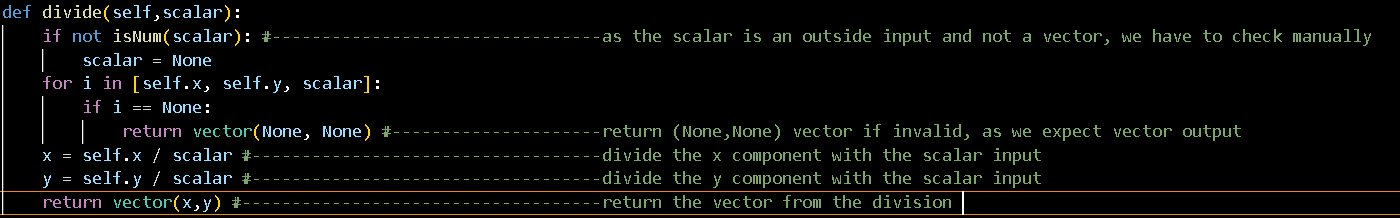 def divide(self,scalar):
    if not isNum(scalar): #---------------------------------as the scalar is an outside input and not a vector, we have to check manually
        scalar = None
    for i in [self.x, self.y, scalar]:
        if i == None:
            return vector(None, None) #---------------------return (None,None) vector if invalid, as we expect vector output
    x = self.x / scalar #-----------------------------------divide the x component with the scalar input
    y = self.y / scalar #-----------------------------------divide the y component with the scalar input
    return vector(x,y) #------------------------------------return the vector from the division